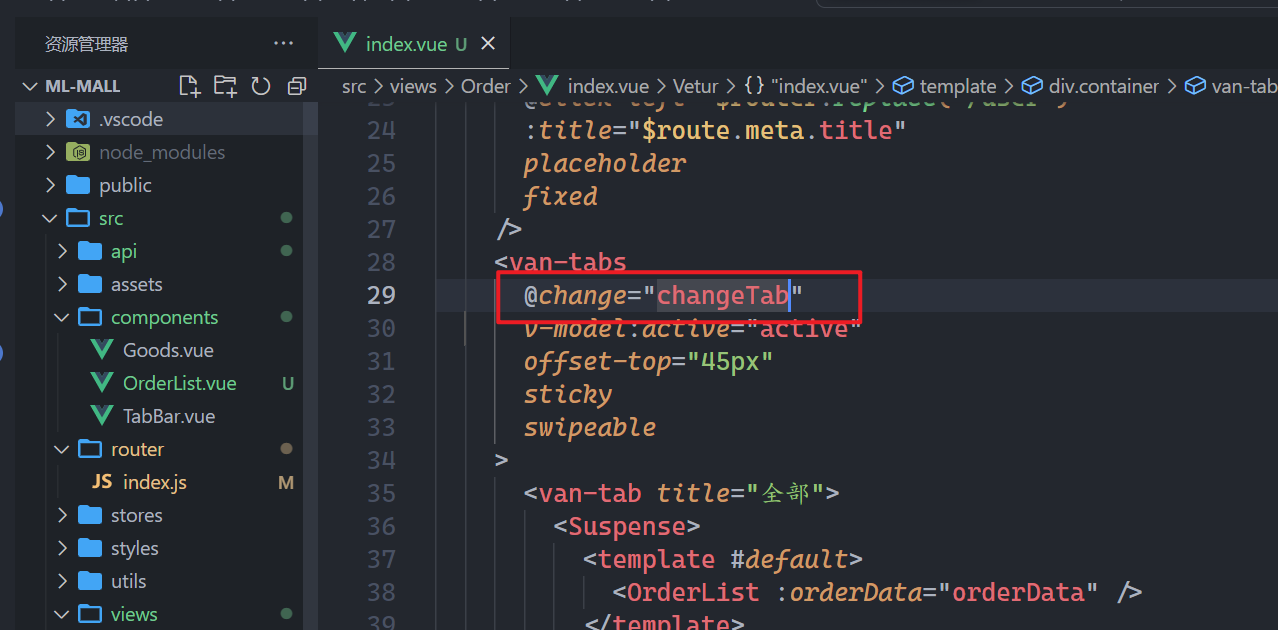 资源管理器 ···
index.vue U
ML-MALL
src > views > Order > index.vue > Vetur > {} "index.vue" > template > div.container > van-tab
.vscode
node_modules
public
src
api
assets
components
Goods.vue
OrderList.vue U
TabBar.vue
router
JS index.js M
stores
styles
utils
views
24 :title="$route.meta.title"
25 placeholder
26 fixed
27 />
28 <van-tabs
29 @change="changeTab"
30 v-model:active="active"
31 offset-top="45px"
32 sticky
33 swipeable
34 >
35 <van-tab title="全部">
36 <Suspense>
37 <template #default>
38 <OrderList :orderData="orderData" />
39 </template>